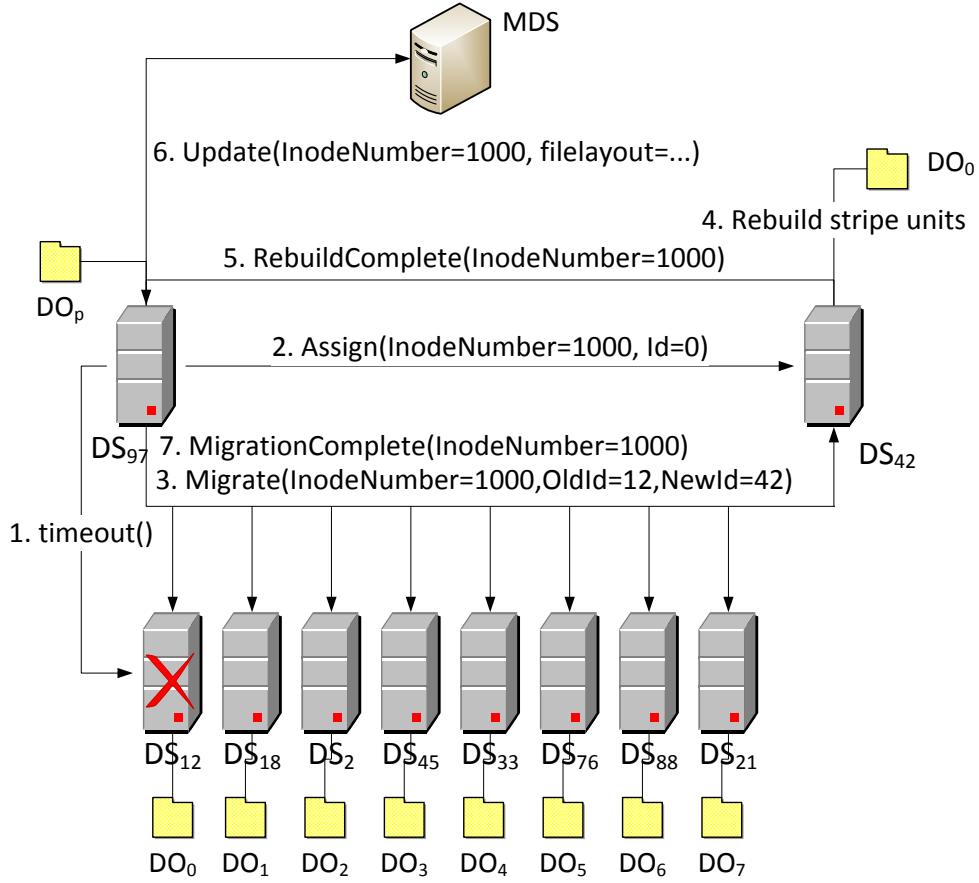 MDS
6. Update(InodeNumber=1000, filelayout=...)
DO₀
4. Rebuild stripe units
5. RebuildComplete(InodeNumber=1000)
DOₚ
2. Assign(InodeNumber=1000, Id=0)
DS₉₇
7. MigrationComplete(InodeNumber=1000)
DS₄₂
3. Migrate(InodeNumber=1000,OldId=12,NewId=42)
1. timeout()
DS₁₂ DS₁₈ DS₂ DS₄₅ DS₃₃ DS₇₆ DS₈₈ DS₂₁
DO₀ DO₁ DO₂ DO₃ DO₄ DO₅ DO₆ DO₇